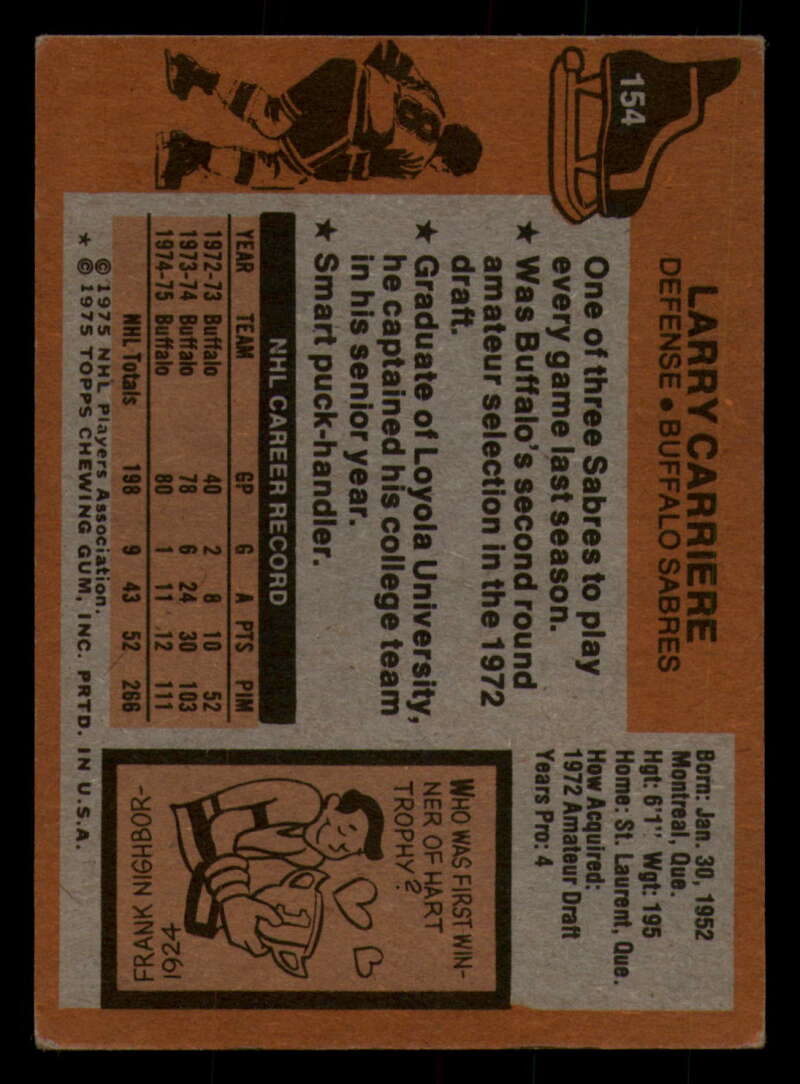 154
LARRY CARRIERE
DEFENSE • BUFFALO SABRES
One of three Sabres to play
every game last season.
★ Was Buffalo's second round
amateur selection in the 1972
draft.
★ Graduate of Loyola University,
he captained his college team
in his senior year.
★ Smart puck-handler.
NHL CAREER RECORD
YEAR TEAM GP G A PTS PIM
1972-73 Buffalo 40 2 8 10 52
1973-74 Buffalo 78 6 24 30 103
1974-75 Buffalo 80 1 11 12 111
NHL Totals 198 9 43 52 266
© 1975 NHL Players Association.
★ © 1975 TOPPS CHEWING GUM, INC. PRTD. IN U.S.A.
Born: Jan. 30, 1952
Montreal, Que.
Hgt: 6'1" Wgt: 195
Home: St. Laurent, Que.
How Acquired:
1972 Amateur Draft
Years Pro: 4
WHO WAS FIRST WIN-
NER OF HART
TROPHY?
1
FRANK NIGHBOR-
1924
8